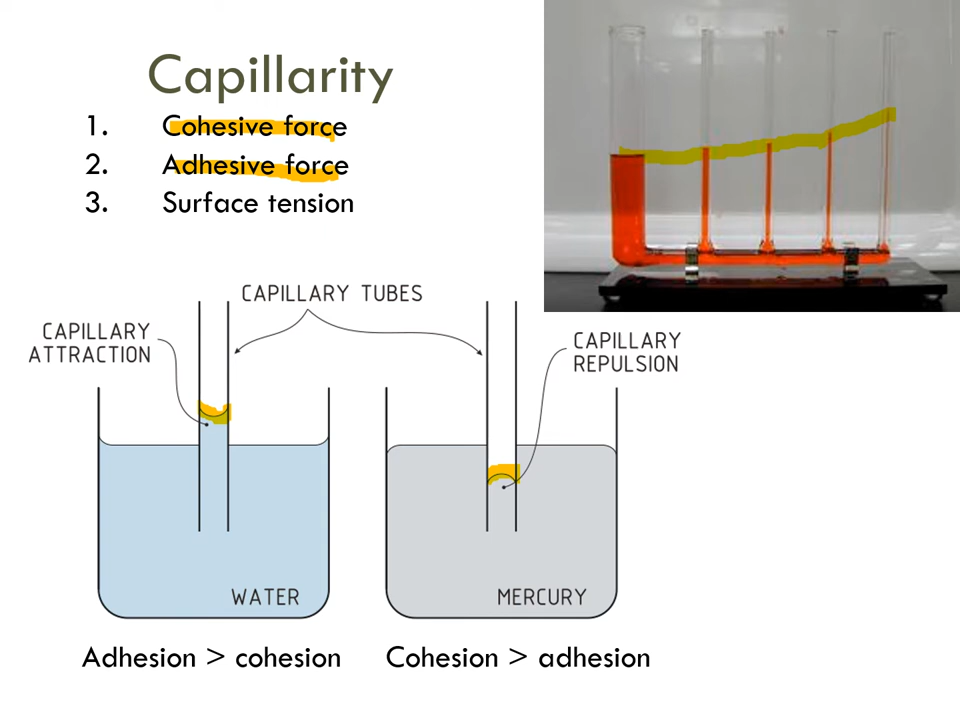 Capillarity
1. Cohesive force
2. Adhesive force
3. Surface tension
CAPILLARY TUBES
CAPILLARY
ATTRACTION
CAPILLARY
REPULSION
WATER
MERCURY
Adhesion > cohesion
Cohesion > adhesion